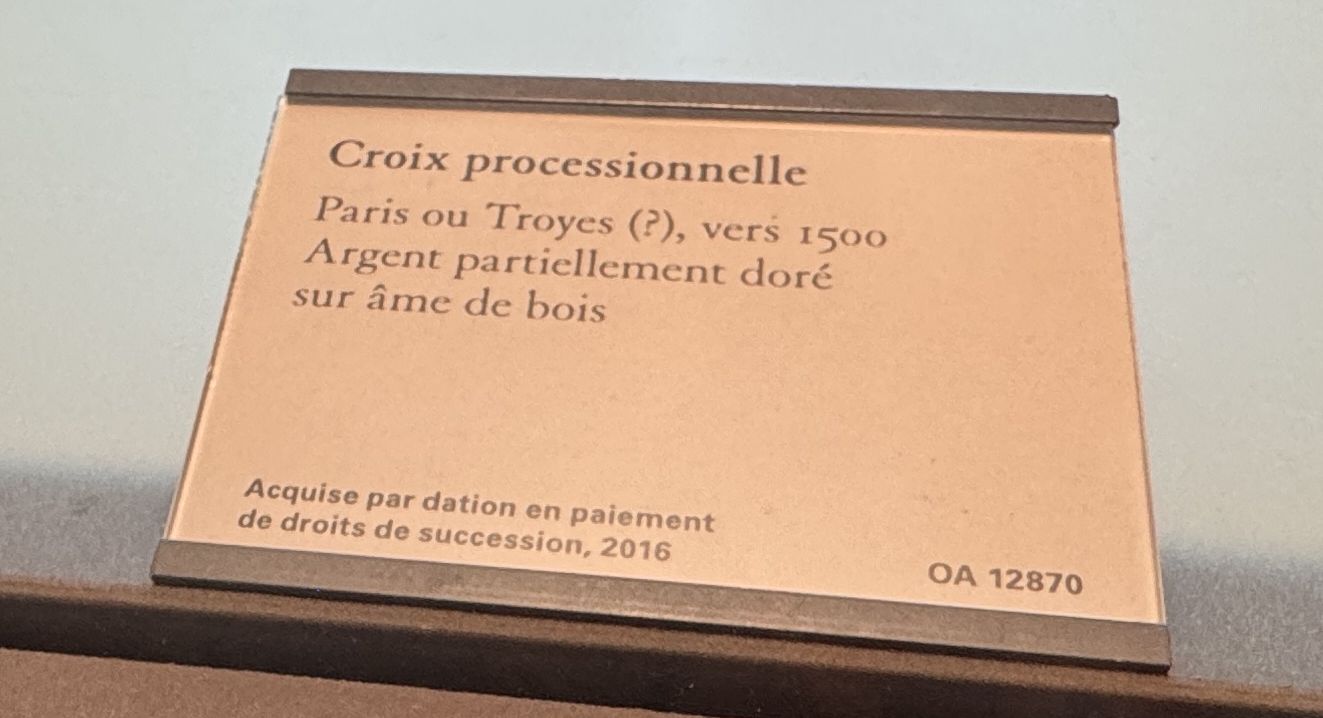 Croix processionnelle
Paris ou Troyes (?), vers 1500
Argent partiellement doré
sur âme de bois
Acquise par dation en paiement
de droits de succession, 2016
OA 12870